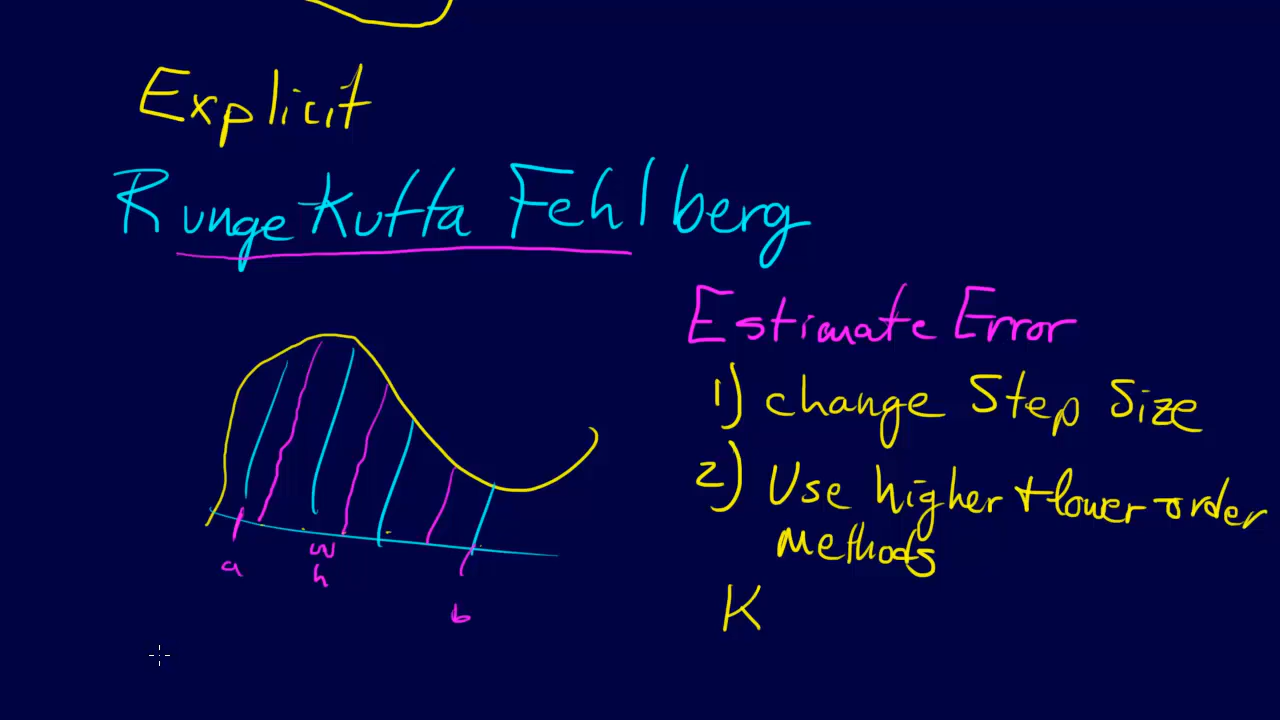 Explicit
Runge Kutta Fehlberg
Estimate Error
1) change Step Size
2) Use higher + lower-order
methods
K
a
h
b